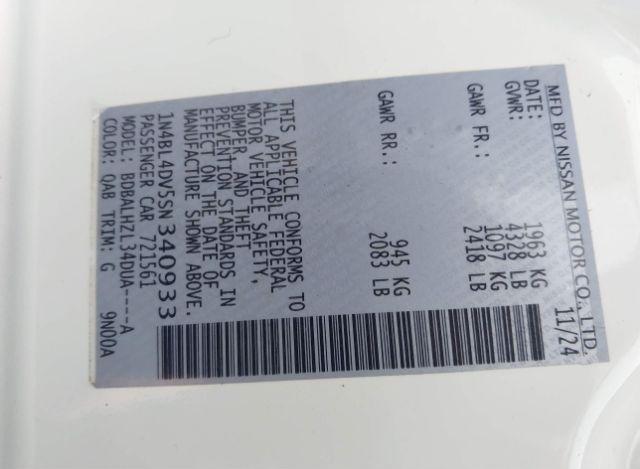 MFD BY NISSAN MOTOR CO., LTD.
DATE: 11/24
GVWR: 1963 KG
4328 LB
GAWR FR.: 1097 KG
2418 LB
GAWR RR.: 945 KG
2083 LB
THIS VEHICLE CONFORMS TO
ALL APPLICABLE FEDERAL
MOTOR VEHICLE SAFETY,
BUMPER, AND THEFT
PREVENTION STANDARDS IN
EFFECT ON THE DATE OF
MANUFACTURE SHOWN ABOVE.
1N4BL4DV5SN340933
PASSENGER CAR 721561
MODEL: BDBALHZL34DUA----A
COLOR: QAB TRIM: G 9N00A